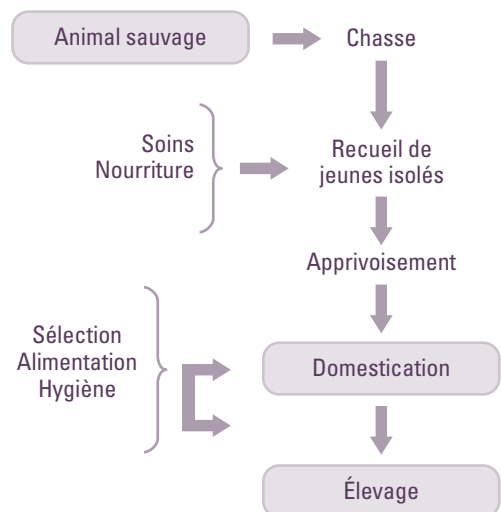 Animal sauvage
Chasse
Soins
Nourriture
Recueil de
jeunes isolés
Apprivoisement
Sélection
Alimentation
Hygiène
Domestication
Élevage